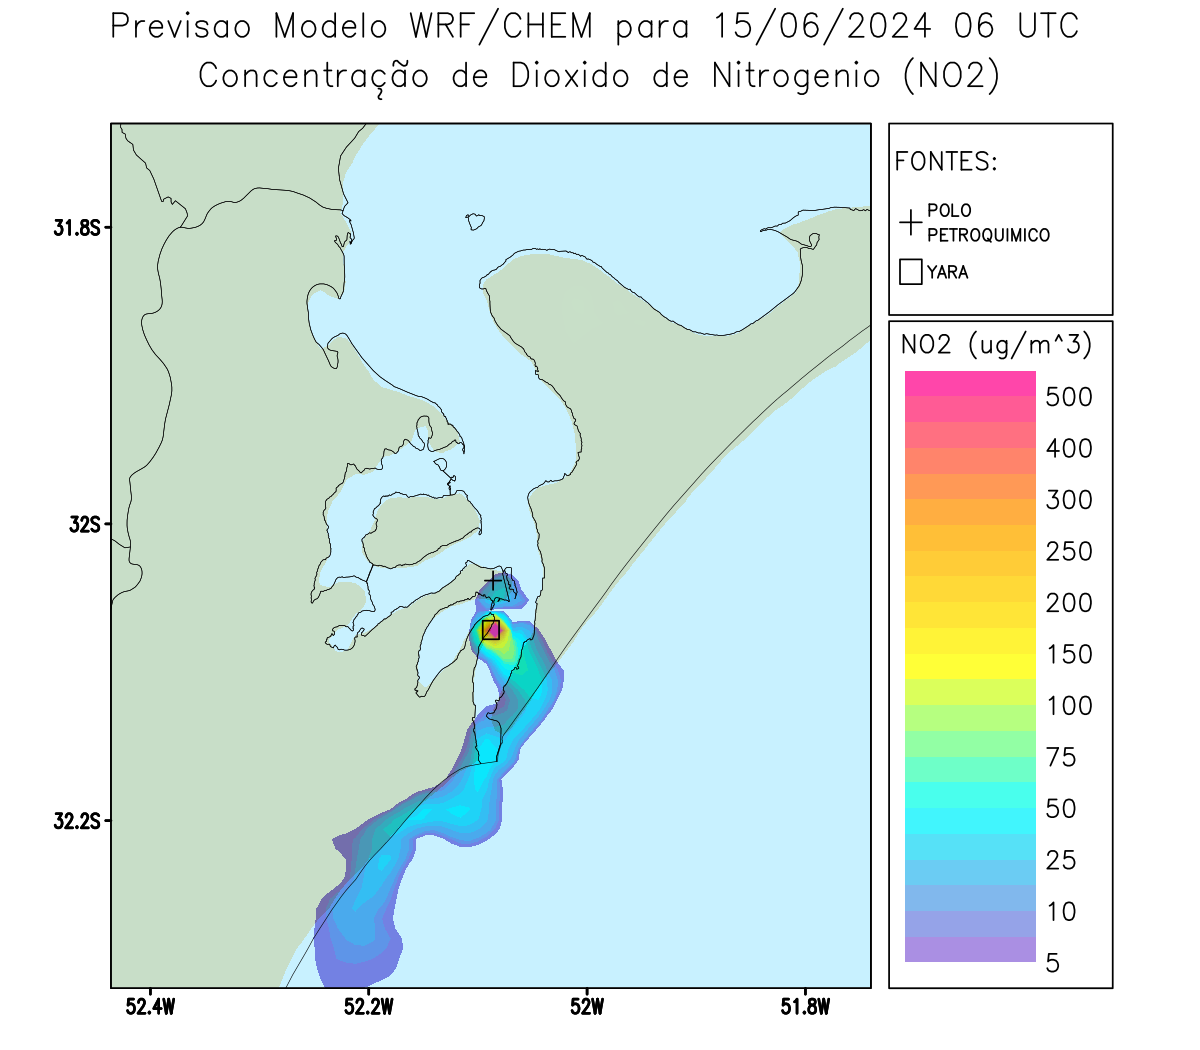 Previsao Modelo WRF/CHEM para 15/06/2024 06 UTC
Concentração de Dioxido de Nitrogenio (NO2)
FONTES:
POLO
PETROQUIMICO
YARA
NO2 (ug/m^3)
500
400
300
250
200
150
100
75
50
25
10
5
31.8S
32S
32.2S
52.4W
52.2W
52W
51.8W